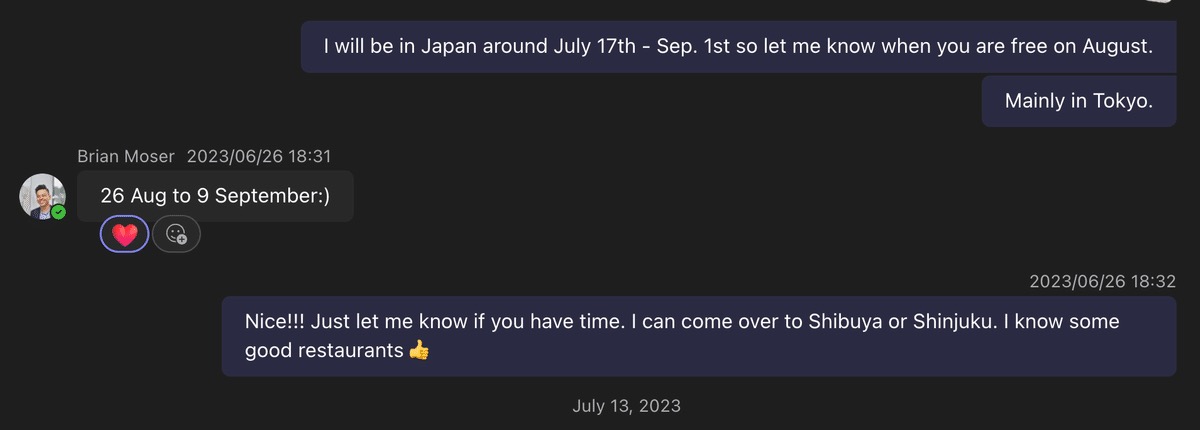 I will be in Japan around July 17th - Sep. 1st so let me know when you are free on August.
Mainly in Tokyo.
Brian Moser 2023/06/26 18:31
26 Aug to 9 September:)
2023/06/26 18:32
Nice!!! Just let me know if you have time. I can come over to Shibuya or Shinjuku. I know some
good restaurants 👍
July 13, 2023